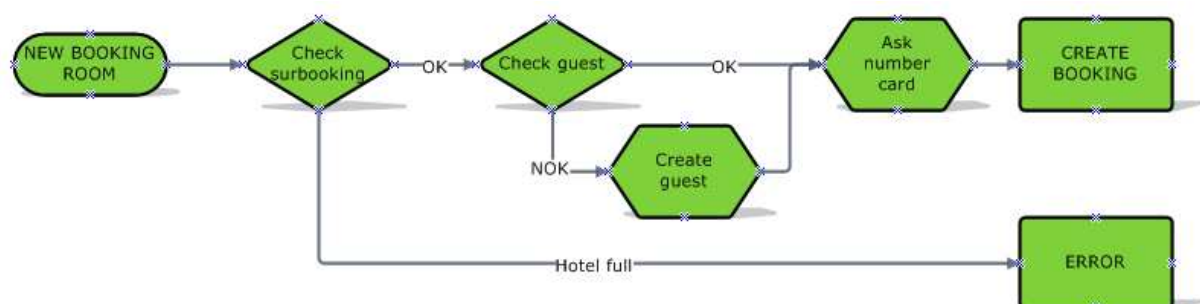 NEW BOOKING
ROOM
Check
surbooking
OK
Check guest
OK
Ask
number
card
CREATE
BOOKING
NOK
Create
guest
Hotel full
ERROR